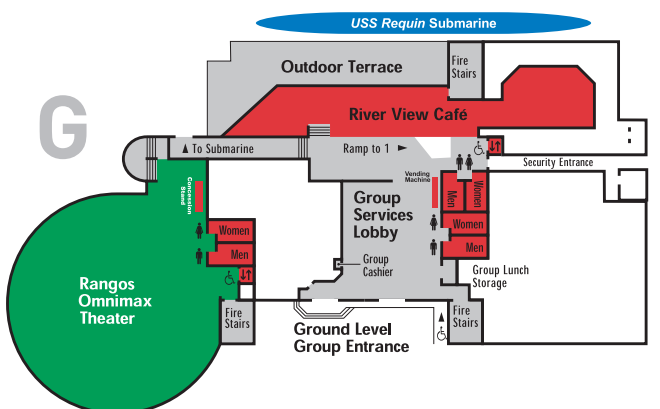 USS Requin Submarine
Outdoor Terrace
Fire
Stairs
G
River View Café
To Submarine
Ramp to 1
Security Entrance
Concession
Stand
Vending
Machine
Men
Women
Group
Services
Lobby
Women
Men
Women
Men
Group
Cashier
Group Lunch
Storage
Rangos
Omnimax
Theater
Fire
Stairs
Fire
Stairs
Ground Level
Group Entrance